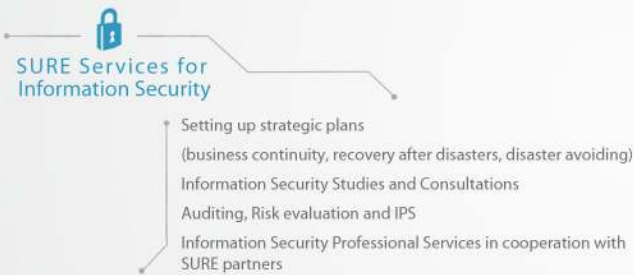 SURE Services for
Information Security
Setting up strategic plans
(business continuity, recovery after disasters, disaster avoiding)
Information Security Studies and Consultations
Auditing, Risk evaluation and IPS
Information Security Professional Services in cooperation with
SURE partners